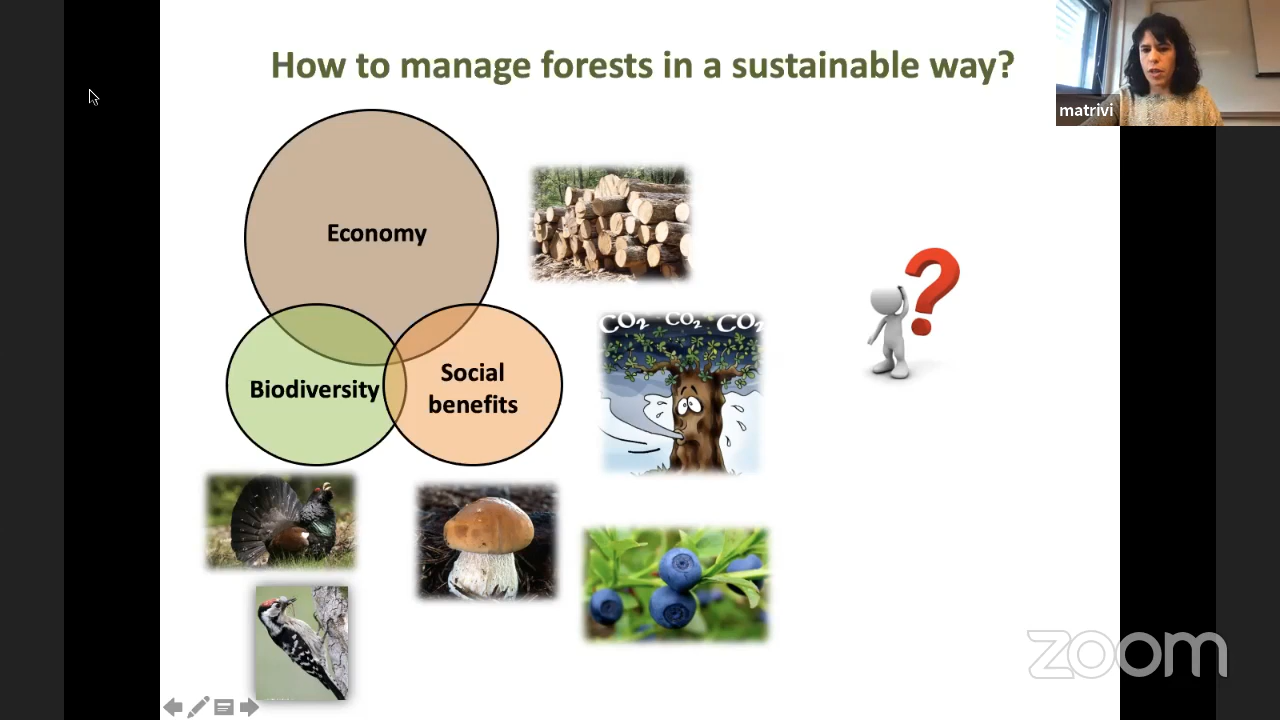 How to manage forests in a sustainable way?
matrivi
Economy
CO2 CO2 CO2
Biodiversity
Social
benefits
zoom